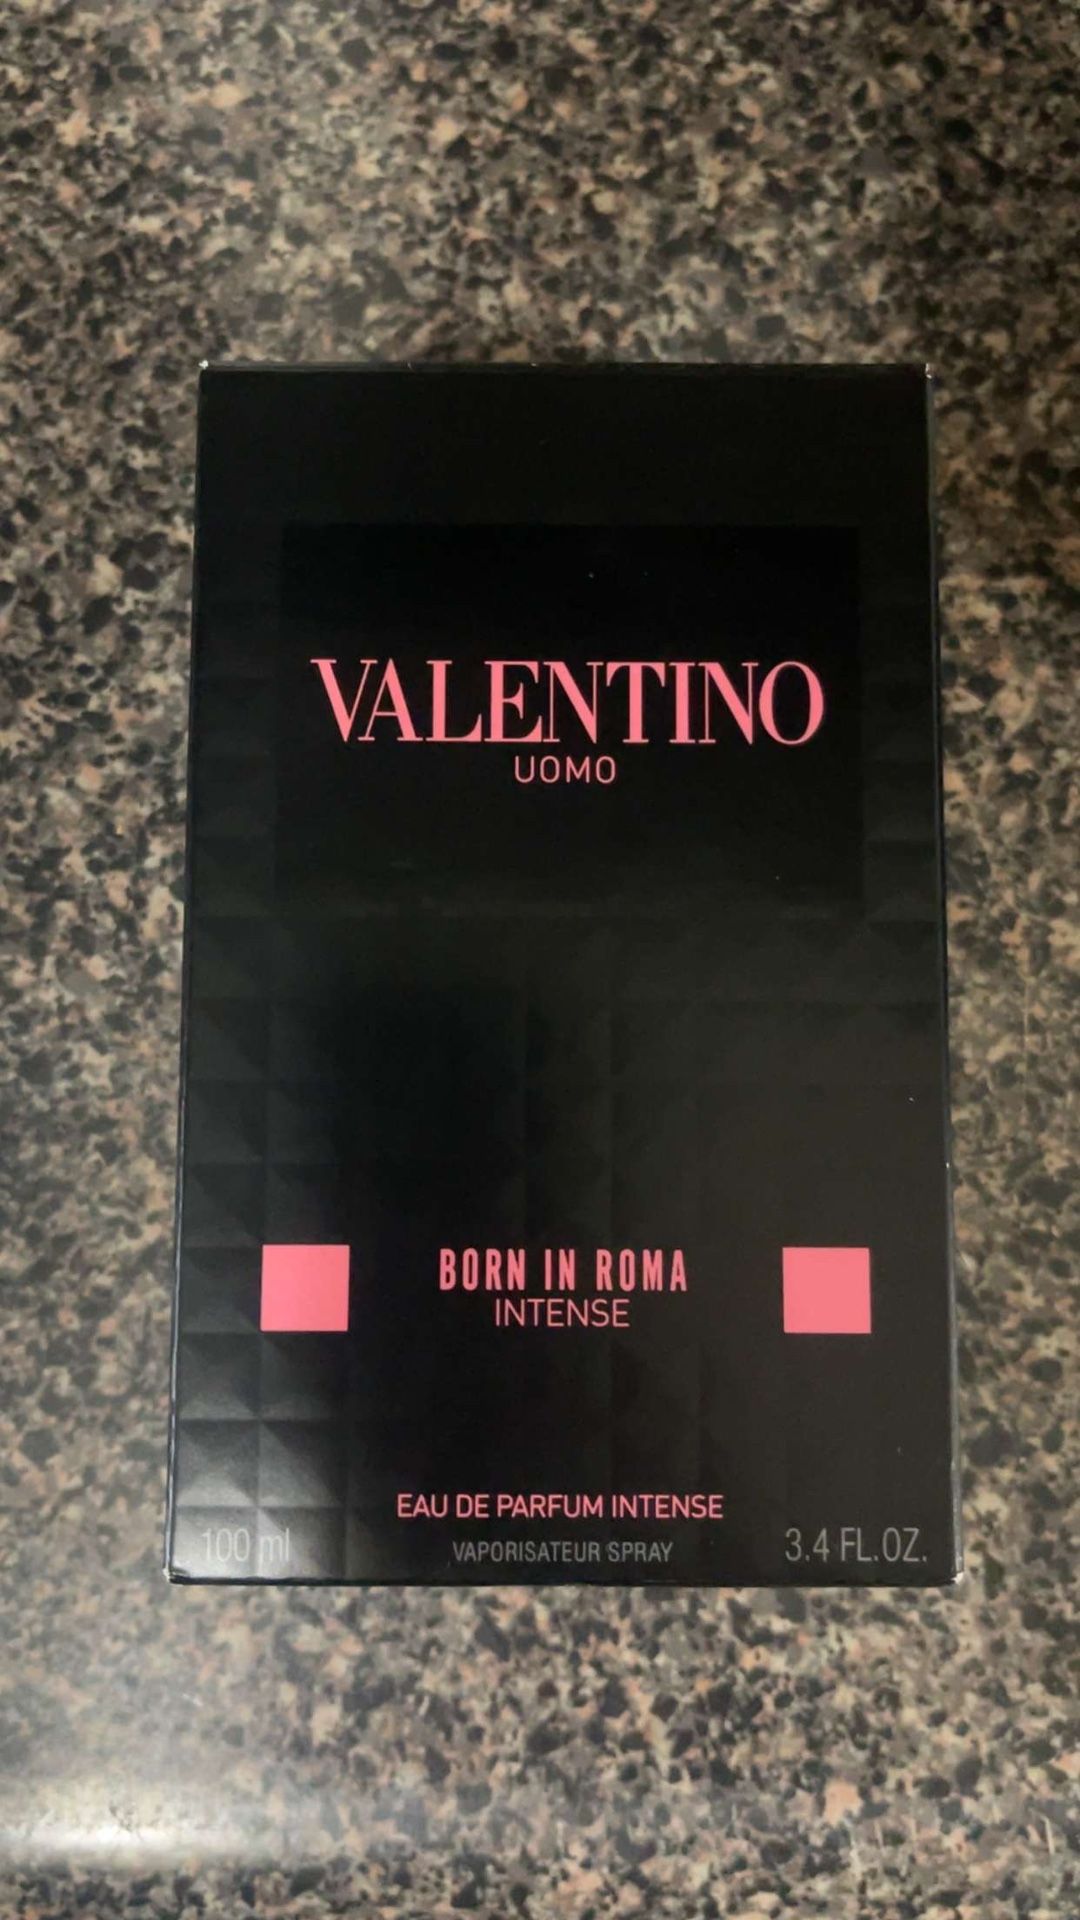 VALENTINO
UOMO
BORN IN ROMA
INTENSE
EAU DE PARFUM INTENSE
100 ml VAPORISATEUR SPRAY 3.4 FL.OZ.